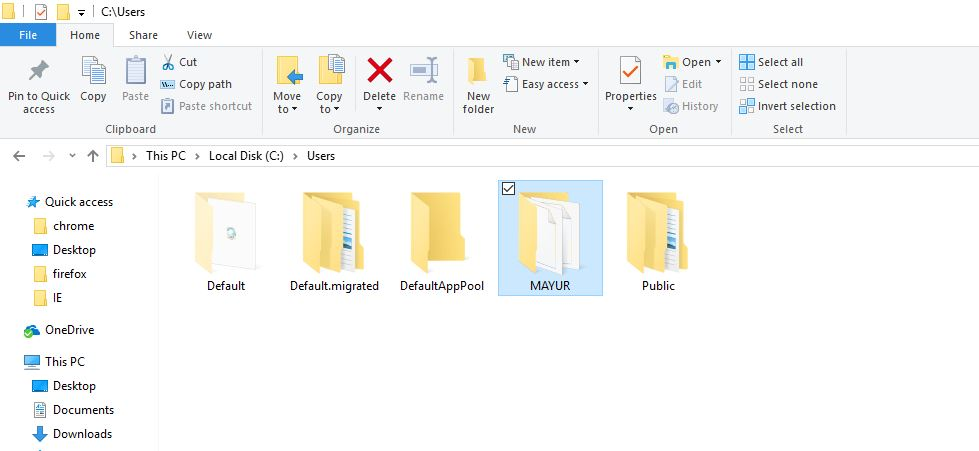 C:\Users
File Home Share View
Pin to Quick access
Copy
Paste
Cut
Copy path
Paste shortcut
Clipboard
Move to
Copy to
Delete
Rename
Organize
New folder
New item
Easy access
New
Properties
Open
Edit
History
Open
Select all
Select none
Invert selection
Select
This PC Local Disk (C:) Users
Quick access
chrome
Desktop
firefox
IE
OneDrive
This PC
Desktop
Documents
Downloads
Default
Default.migrated
DefaultAppPool
MAYUR
Public